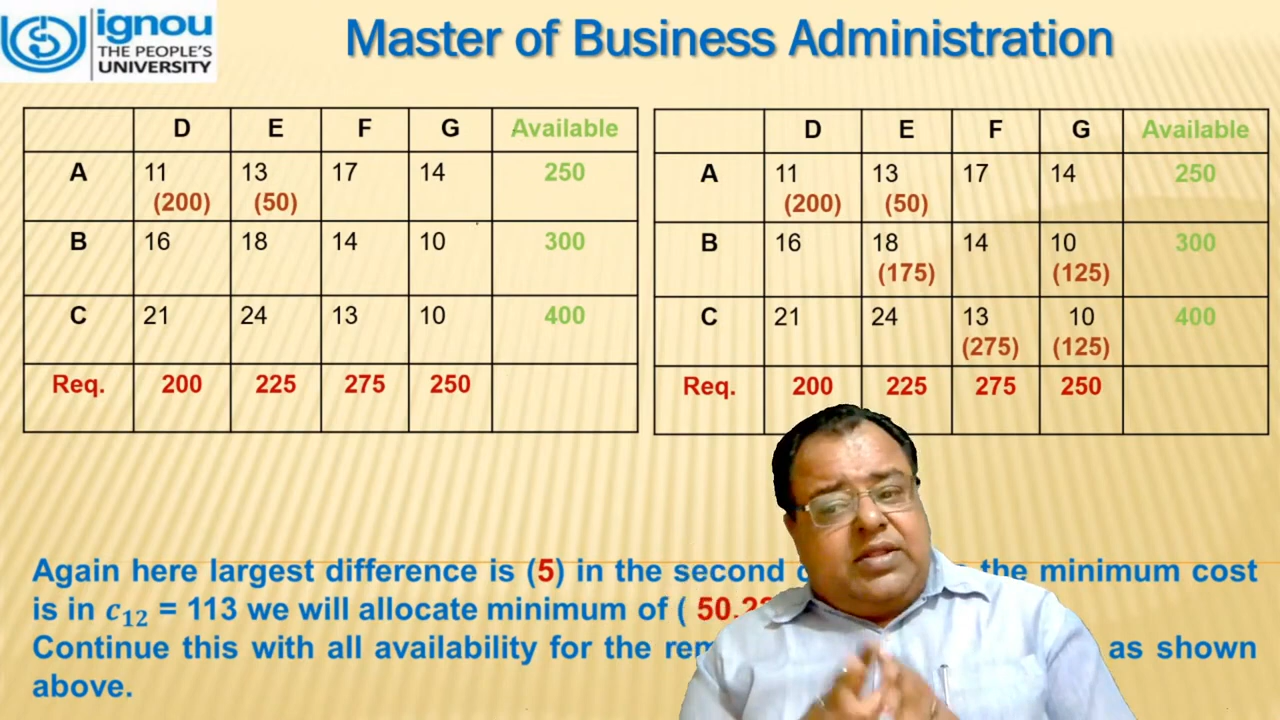 ignou
THE PEOPLE'S
UNIVERSITY
Master of Business Administration
D E F G Available
A 11 13 17 14 250
(200) (50)
B 16 18 14 10 300
C 21 24 13 10 400
Req. 200 225 275 250
D E F G Available
A 11 13 17 14 250
(200) (50)
B 16 18 14 10 300
(175) (125)
C 21 24 13 10 400
(275) (125)
Req. 200 225 275 250
Again here largest difference is (5) in the second the minimum cost
is in c₁₂ = 113 we will allocate minimum of ( 50,
Continue this with all availability for the as shown
above.